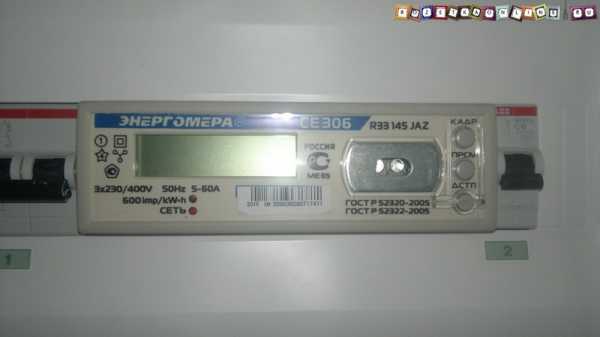 ЭНЕРГОМЕРА
CE306
R33 145 JAZ
КАДР
РОССИЯ
МЕ65
ПРСМ
ДСТП
3x230/400V 50Hz 5-60A
600 imp/kW·h
СЕТЬ
ГОСТ Р 52320-2005
ГОСТ Р 52322-2005
1
2